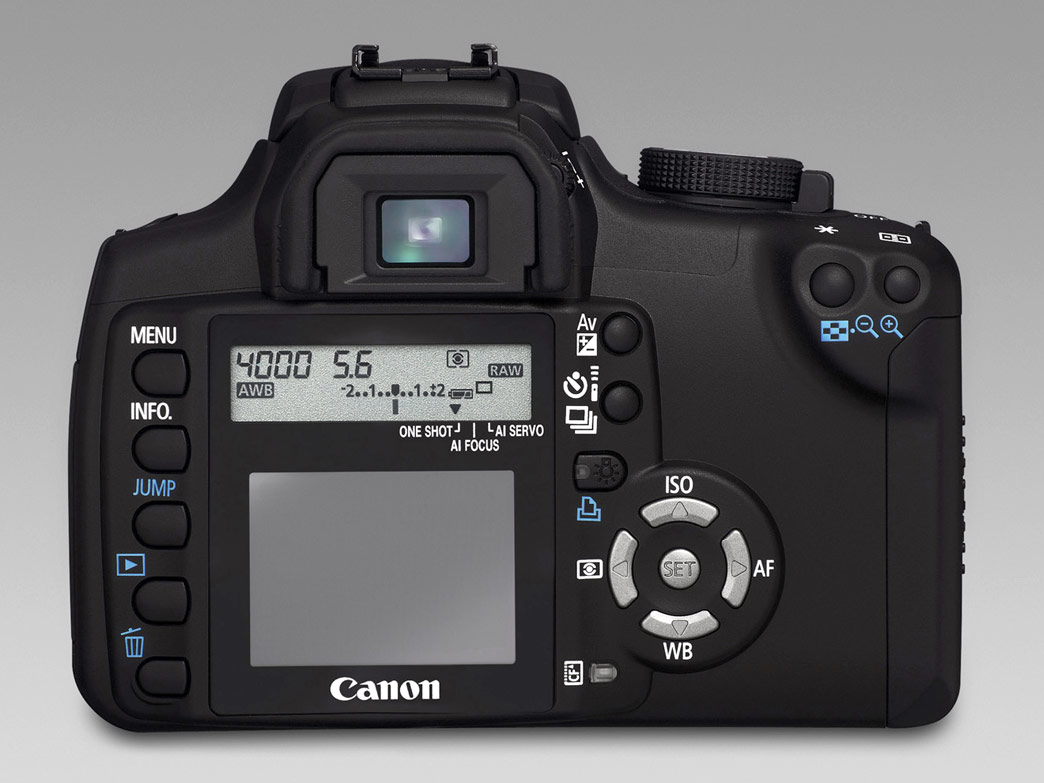 MENU
INFO.
JUMP
4000 5.6
RAW
AWB
-2..1...1.:2
ONE SHOT
AI SERVO
AI FOCUS
Canon
Av
ISO
SET
AF
WB
CF